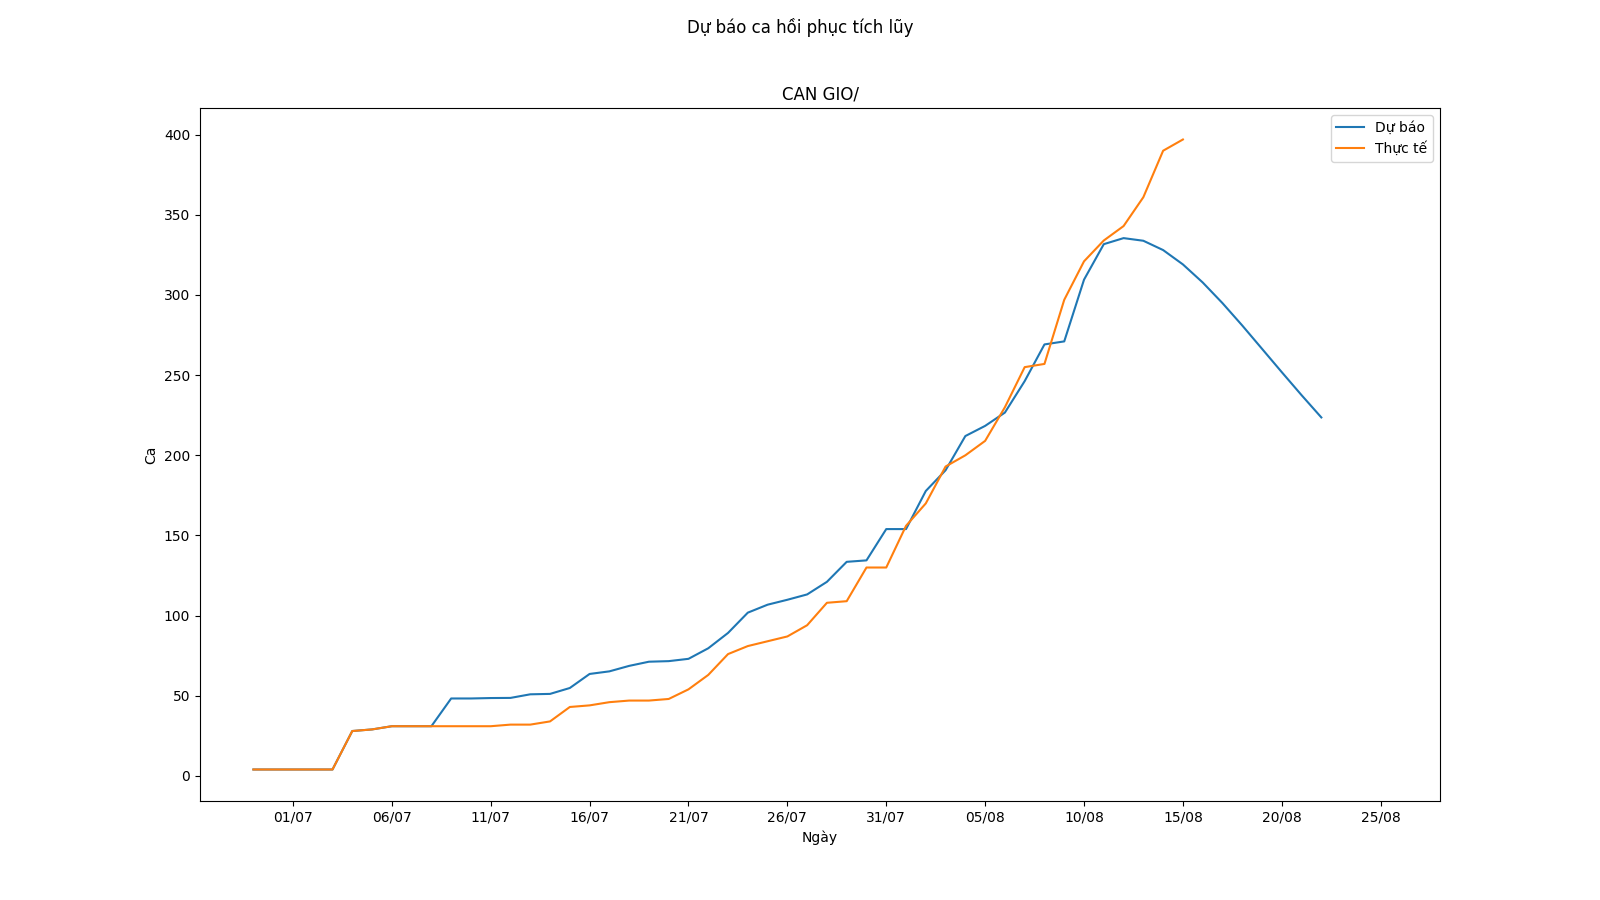 Dự báo ca hồi phục tích lũy
CAN GIO/
Dự báo
Thực tế
Ca
400
350
300
250
200
150
100
50
0
01/07 06/07 11/07 16/07 21/07 26/07 31/07 05/08 10/08 15/08 20/08 25/08
Ngày